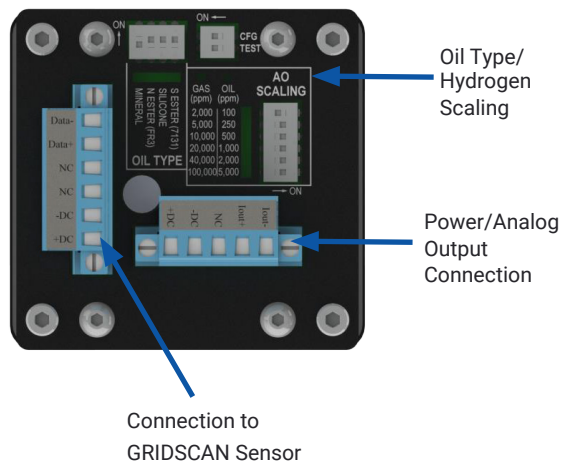 ON
ON
CFG
TEST
MINERAL
N ESTER (FR3)
SILICONE
S ESTER (7131)
OIL TYPE
AO
SCALING
GAS OIL
(ppm) (ppm)
2,000 100
5,000 250
10,000 500
20,000 1,000
40,000 2,000
100,000 5,000
ON
Data-
Data+
NC
NC
-DC
+DC
+DC
-DC
NC
Iout+
Iout-
Oil Type/
Hydrogen
Scaling
Power/Analog
Output
Connection
Connection to
GRIDSCAN Sensor